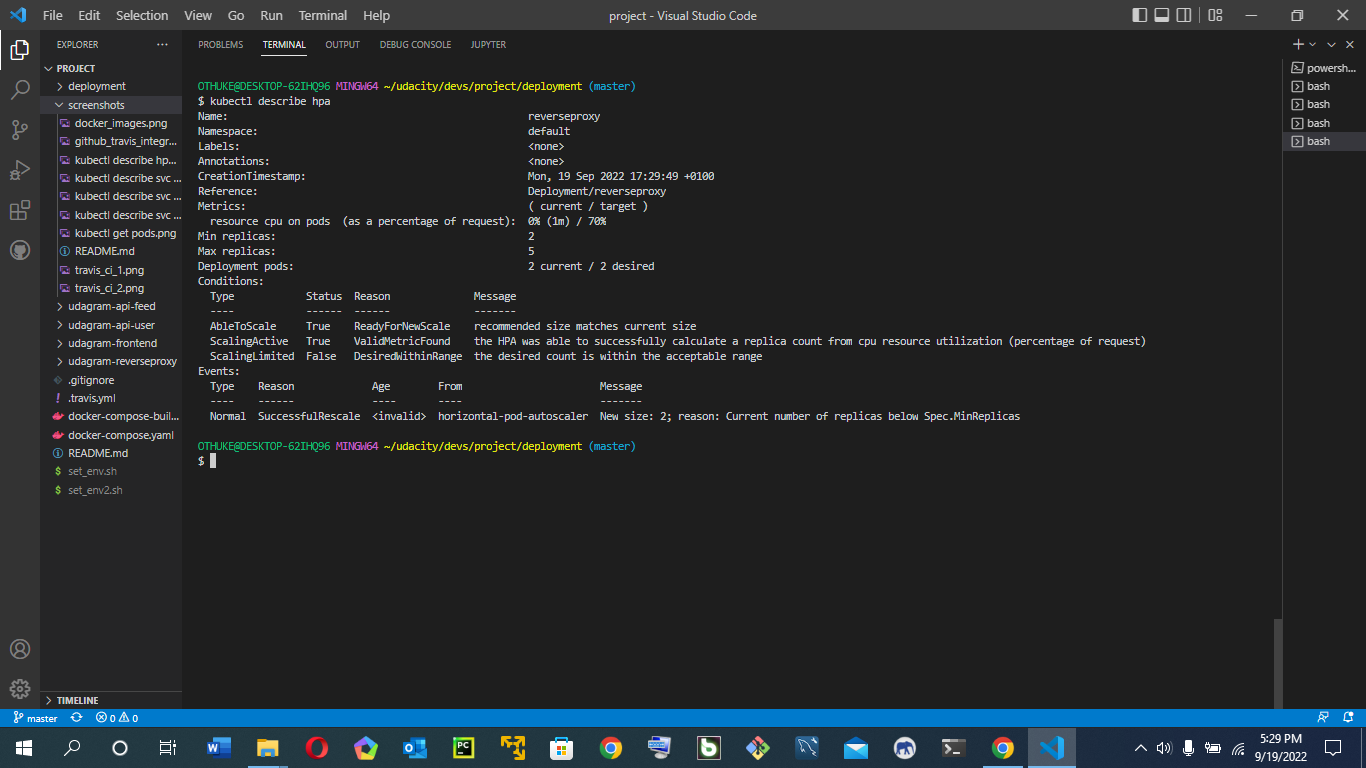 File Edit Selection View Go Run Terminal Help project - Visual Studio Code
EXPLORER ...
PROJECT
deployment
screenshots
docker_images.png
github_travis_integr...
kubectl describe hp...
kubectl describe svc ...
kubectl describe svc ...
kubectl describe svc ...
kubectl get pods.png
README.md
travis_ci_1.png
travis_ci_2.png
udagram-api-feed
udagram-api-user
udagram-frontend
udagram-reverseproxy
.gitignore
.travis.yml
docker-compose-buil...
docker-compose.yaml
README.md
$ set_env.sh
$ set_env2.sh
TIMELINE
PROBLEMS TERMINAL OUTPUT DEBUG CONSOLE JUPYTER
OTHUKE@DESKTOP-62IHQ96 MINGW64 ~/udacity/devs/project/deployment (master)
$ kubectl describe hpa
Name: reverseproxy
Namespace: default
Labels: <none>
Annotations: <none>
CreationTimestamp: Mon, 19 Sep 2022 17:29:49 +0100
Reference: Deployment/reverseproxy
Metrics: ( current / target )
resource cpu on pods (as a percentage of request): 0% (1m) / 70%
Min replicas: 2
Max replicas: 5
Deployment pods: 2 current / 2 desired
Conditions:
Type Status Reason Message
---- ------ ------ -------
AbleToScale True ReadyForNewScale recommended size matches current size
ScalingActive True ValidMetricFound the HPA was able to successfully calculate a replica count from cpu resource utilization (percentage of request)
ScalingLimited False DesiredWithinRange the desired count is within the acceptable range
Events:
Type Reason Age From Message
---- ------ ---- ---- -------
Normal SuccessfulRescale <invalid> horizontal-pod-autoscaler New size: 2; reason: Current number of replicas below Spec.MinReplicas
OTHUKE@DESKTOP-62IHQ96 MINGW64 ~/udacity/devs/project/deployment (master)
$
powersh...
bash
bash
bash
bash
master 0 0
5:29 PM
9/19/2022